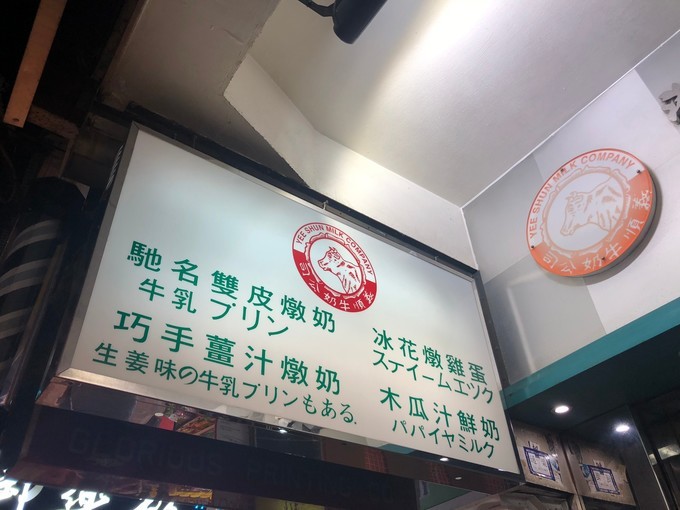 YEE SHUN MILK COMPANY
義順牛奶公司
馳名雙皮燉奶
牛乳プリン
巧手薑汁燉奶
生姜味の牛乳プリンもある.
冰花燉雞蛋
ステイームエツク
木瓜汁鮮奶
パパイヤミルク
YEE SHUN MILK COMPANY
義順牛奶公司